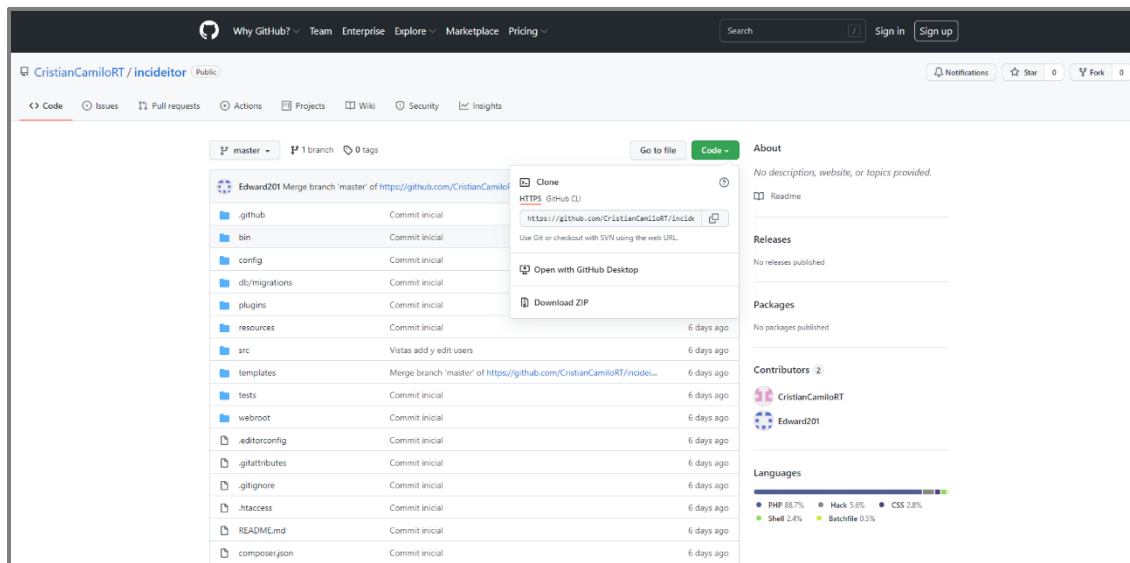 Why GitHub? Team Enterprise Explore Marketplace Pricing Search / Sign in Sign up
CristianCamiloRT / incideitor Public Notifications Star 0 Fork 0
Code Issues Pull requests Actions Projects Wiki Security Insights
master 1 branch 0 tags Go to file Code
Edward201 Merge branch 'master' of https://github.com/CristianCamiloR
Clone
HTTPS GitHub CLI
https://github.com/CristianCamiloRT/incide
Use Git or checkout with SVN using the web URL.
Open with GitHub Desktop
Download ZIP
.github Commit inicial
bin Commit inicial
config Commit inicial
db/migrations Commit inicial
plugins Commit inicial
resources Commit inicial 6 days ago
src Vistas add y edit users 6 days ago
templates Merge branch 'master' of https://github.com/CristianCamiloRT/incidei... 6 days ago
tests Commit inicial 6 days ago
webroot Commit inicial 6 days ago
.editorconfig Commit inicial 6 days ago
.gitattributes Commit inicial 6 days ago
.gitignore Commit inicial 6 days ago
.htaccess Commit inicial 6 days ago
README.md Commit inicial 6 days ago
composer.json Commit inicial 6 days ago
About
No description, website, or topics provided.
Readme
Releases
No releases published
Packages
No packages published
Contributors 2
CristianCamiloRT
Edward201
Languages
PHP 88.7% Hack 5.6% CSS 2.8%
Shell 2.4% Batchfile 0.5%